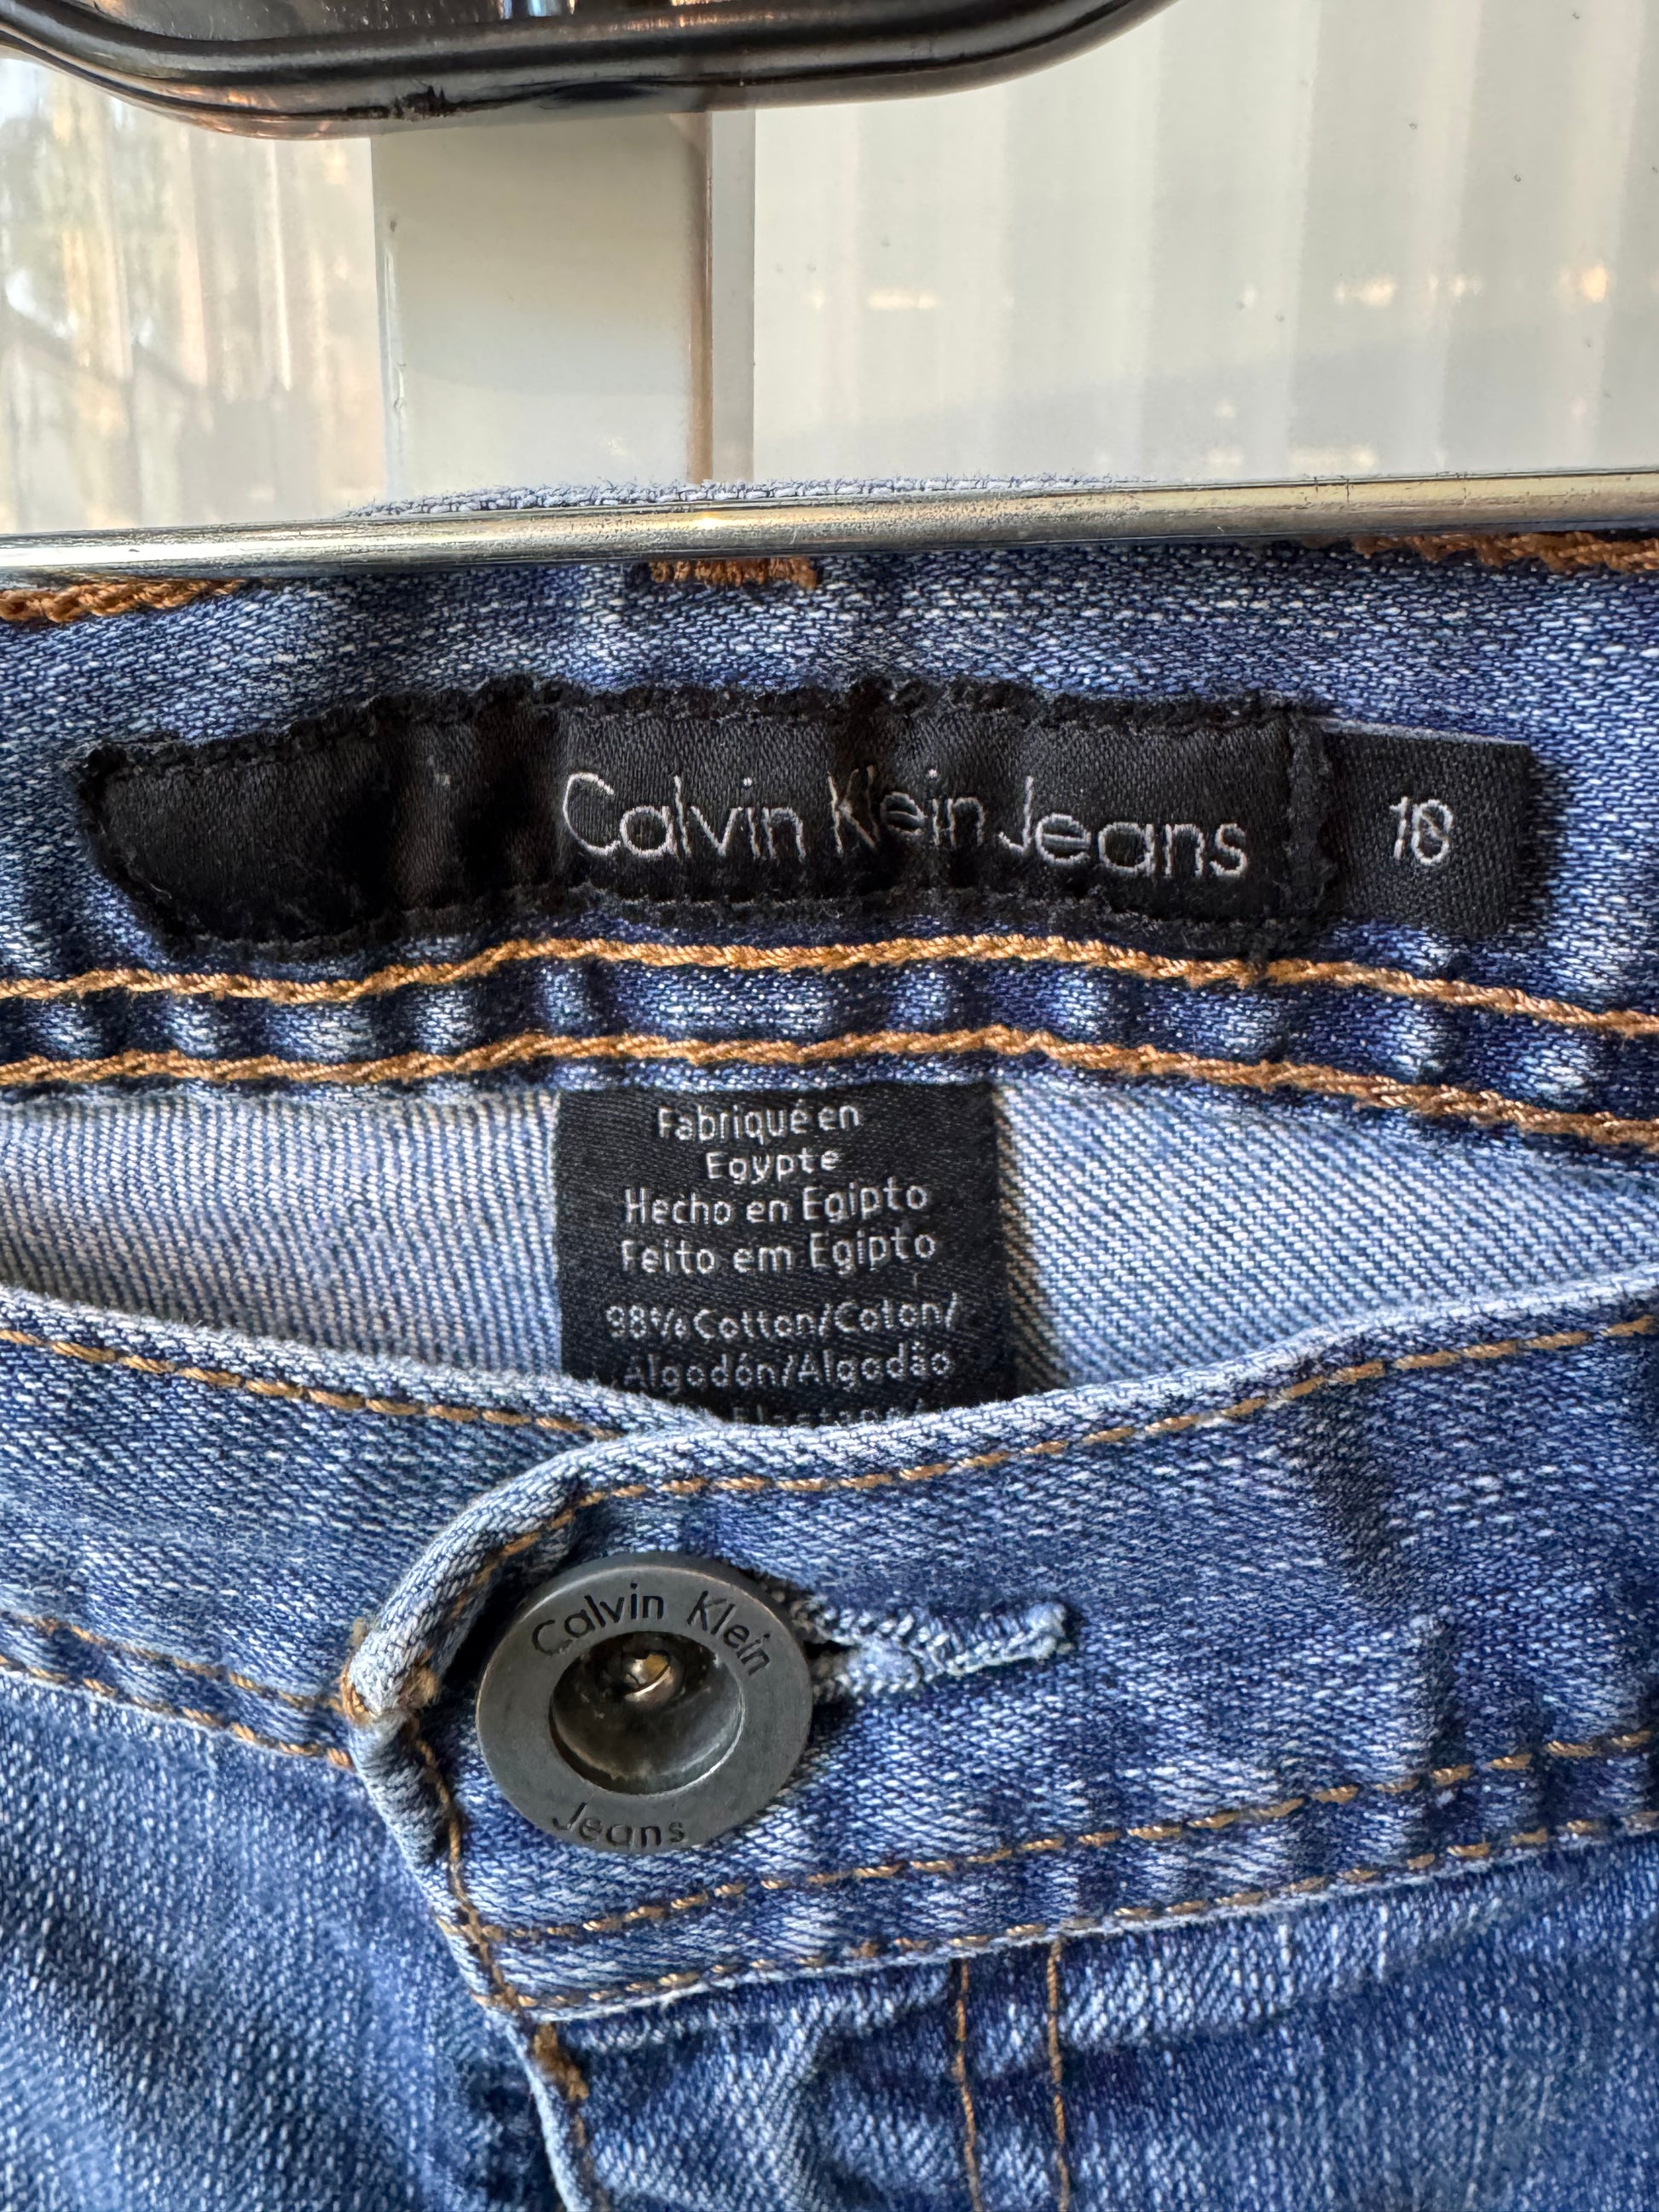 Calvin Klein Jeans 10
Fabriqué en
Egypte
Hecho en Egipto
Feito em Egipto
98% Cotton/Coton/
Algodón/Algodão
Calvin Klein
Jeans